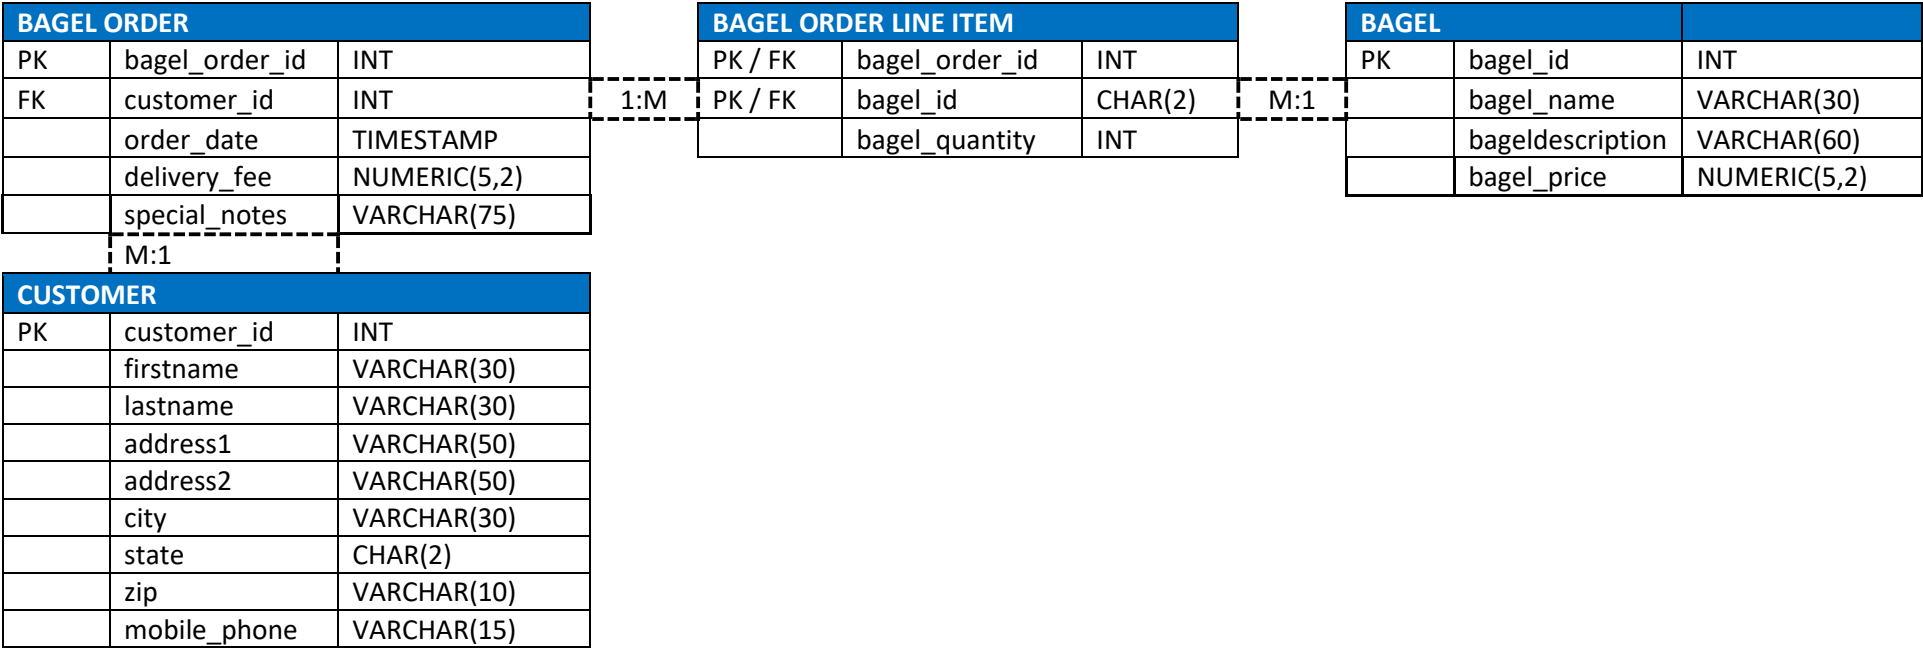 BAGEL ORDER
PK bagel_order_id INT
FK customer_id INT
order_date TIMESTAMP
delivery_fee NUMERIC(5,2)
special_notes VARCHAR(75)
1:M
BAGEL ORDER LINE ITEM
PK / FK bagel_order_id INT
PK / FK bagel_id CHAR(2)
bagel_quantity INT
M:1
BAGEL
PK bagel_id INT
bagel_name VARCHAR(30)
bageldescription VARCHAR(60)
bagel_price NUMERIC(5,2)
M:1
CUSTOMER
PK customer_id INT
firstname VARCHAR(30)
lastname VARCHAR(30)
address1 VARCHAR(50)
address2 VARCHAR(50)
city VARCHAR(30)
state CHAR(2)
zip VARCHAR(10)
mobile_phone VARCHAR(15)